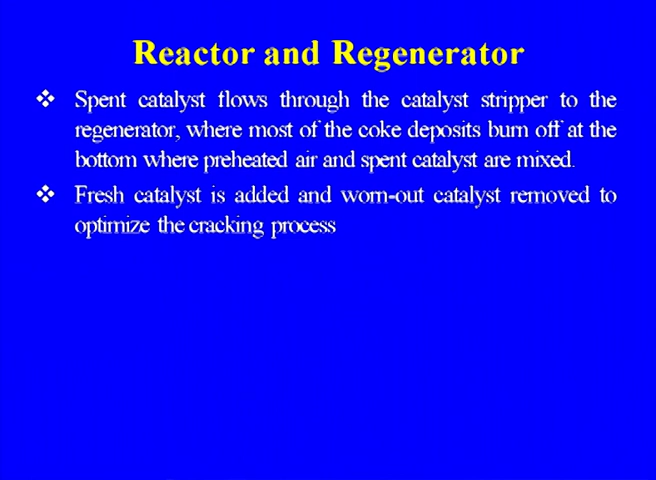 Reactor and Regenerator
❖ Spent catalyst flows through the catalyst stripper to the
regenerator, where most of the coke deposits burn off at the
bottom where preheated air and spent catalyst are mixed.
❖ Fresh catalyst is added and worn-out catalyst removed to
optimize the cracking process